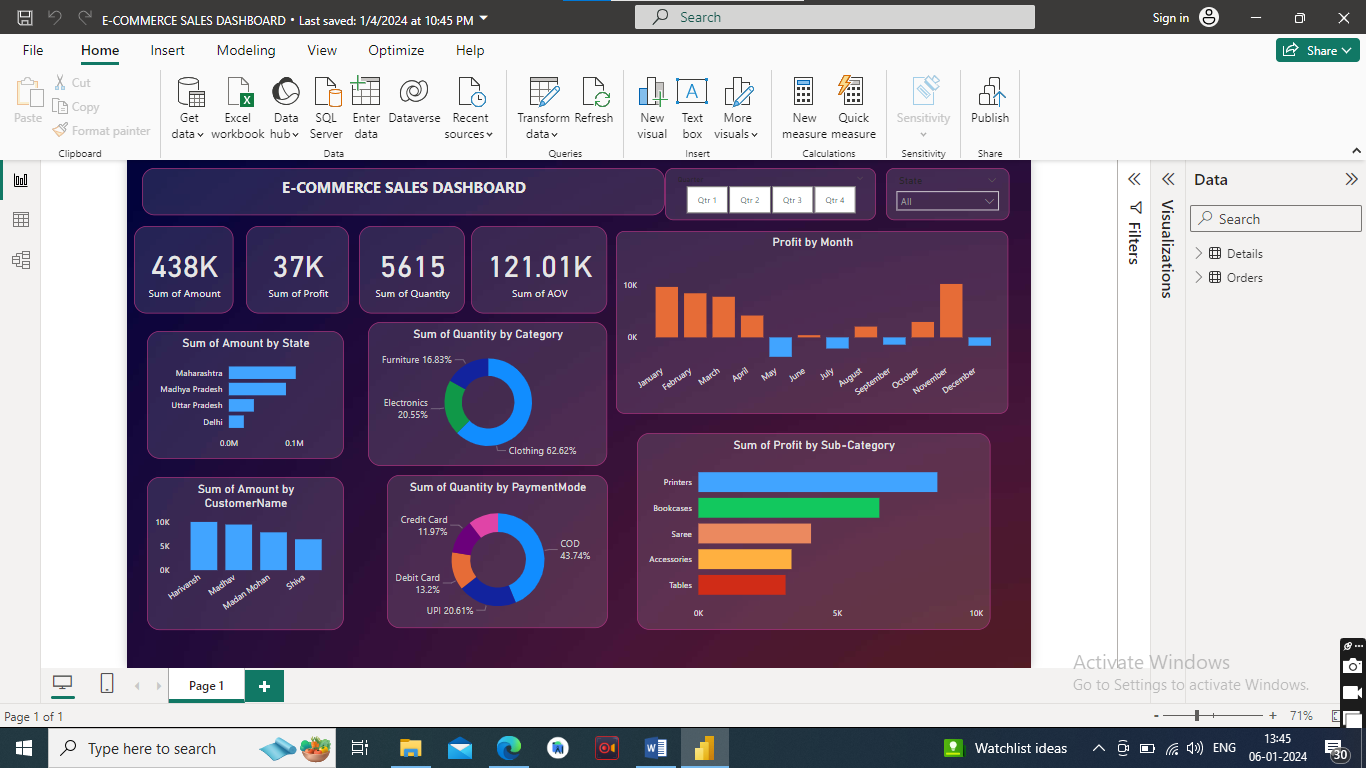 E-COMMERCE SALES DASHBOARD • Last saved: 1/4/2024 at 10:45 PM
Search
Sign in
File
Home
Insert
Modeling
View
Optimize
Help
Share
Paste
Cut
Copy
Format painter
Get data
Excel workbook
Data hub
SQL Server
Enter data
Dataverse
Recent sources
Transform data
Refresh
New visual
Text box
More visuals
New measure
Quick measure
Sensitivity
Publish
Clipboard
Data
Queries
Insert
Calculations
Sensitivity
Share
E-COMMERCE SALES DASHBOARD
Qtr 1
Qtr 2
Qtr 3
Qtr 4
State
All
438K
Sum of Amount
37K
Sum of Profit
5615
Sum of Quantity
121.01K
Sum of AOV
Profit by Month
10K
0K
January
February
March
April
May
June
July
August
September
October
November
December
Sum of Amount by State
Maharashtra
Madhya Pradesh
Uttar Pradesh
Delhi
0.0M
0.1M
Sum of Quantity by Category
Furniture 16.83%
Electronics
20.55%
Clothing 62.62%
Sum of Amount by
CustomerName
10K
5K
0K
Harivansh
Madhav
Madan Mohan
Shiva
Sum of Quantity by PaymentMode
Credit Card
11.97%
COD
43.74%
Debit Card
13.2%
UPI 20.61%
Sum of Profit by Sub-Category
Printers
Bookcases
Saree
Accessories
Tables
0K
5K
10K
Filters
Visualizations
Data
Search
Details
Orders
Activate Windows
Go to Settings to activate Windows.
Page 1
Page 1 of 1
- + 71%
Type here to search
Watchlist ideas
ENG
13:45
06-01-2024
30